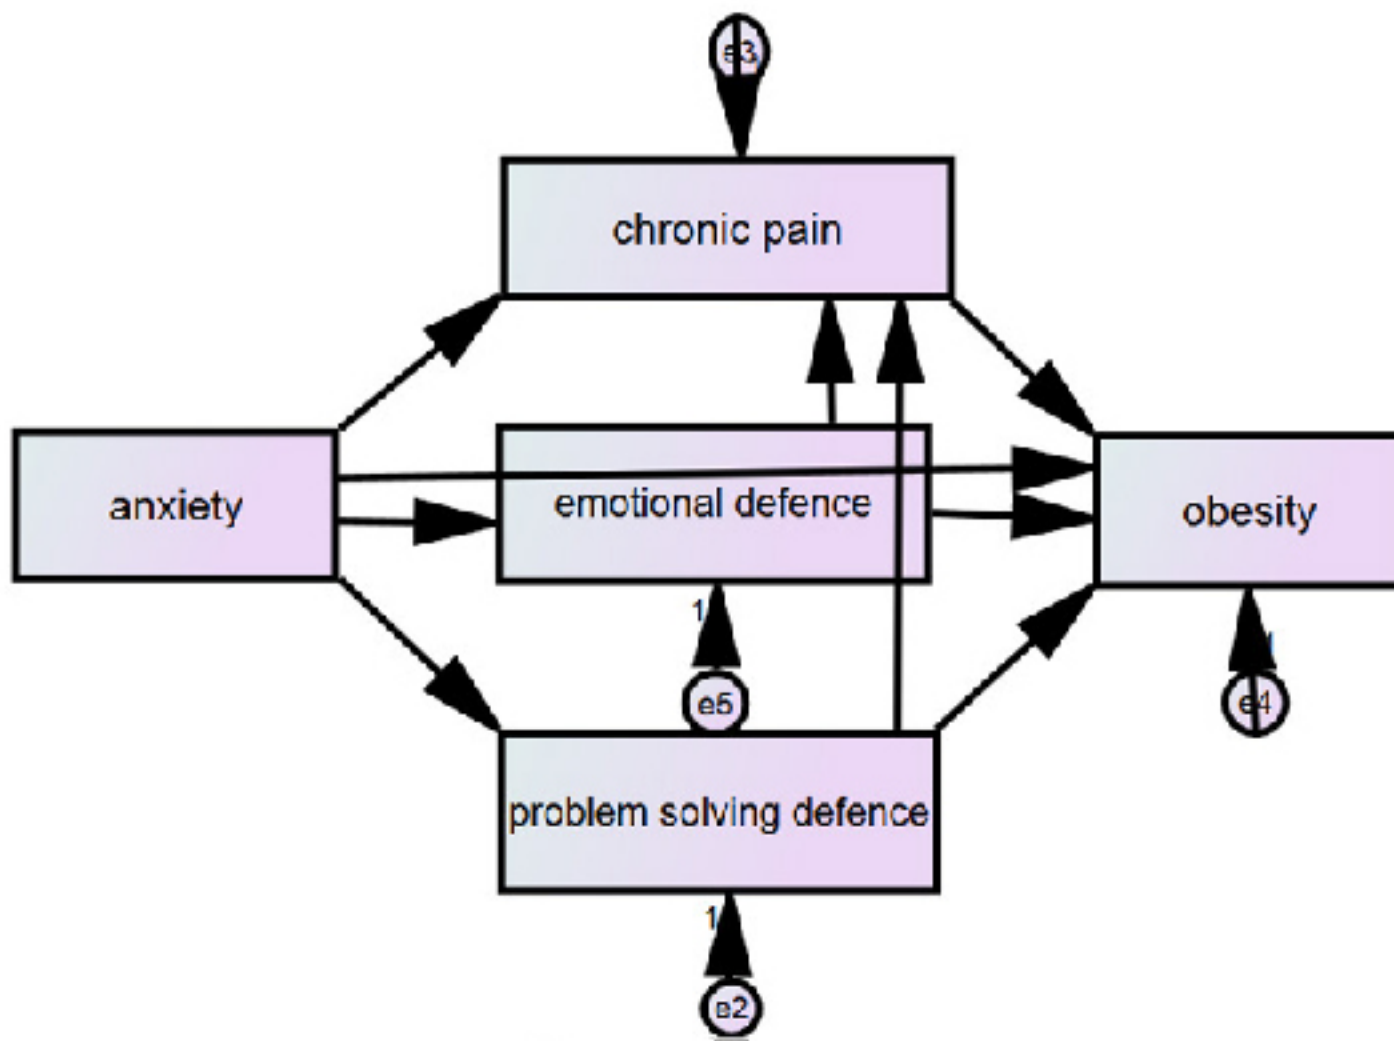 e3
chronic pain
anxiety
emotional defence
obesity
1
e5
e4
problem solving defence
1
e2